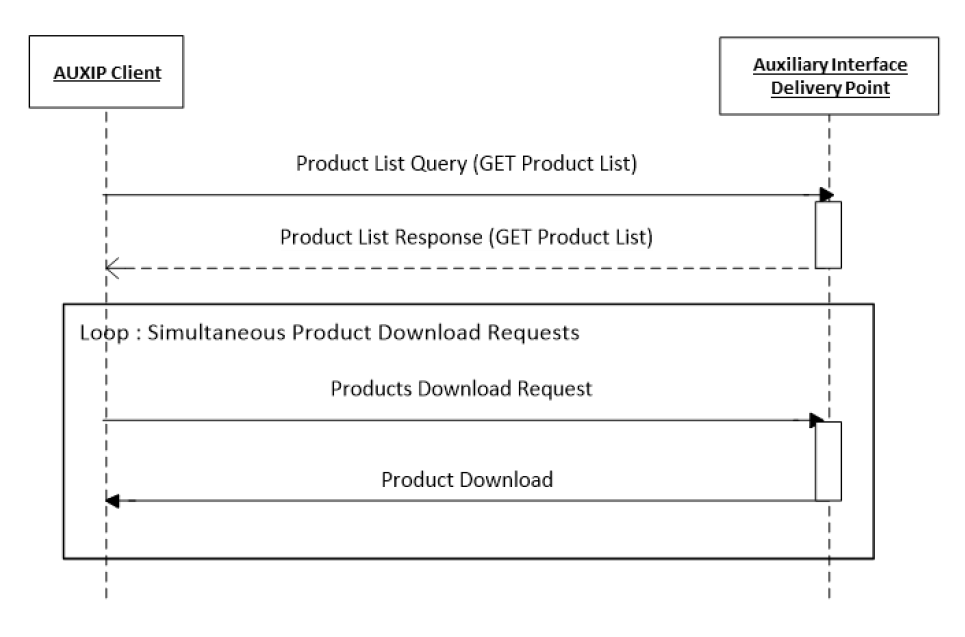 AUXIP Client
Auxiliary Interface
Delivery Point
Product List Query (GET Product List)
Product List Response (GET Product List)
Loop : Simultaneous Product Download Requests
Products Download Request
Product Download